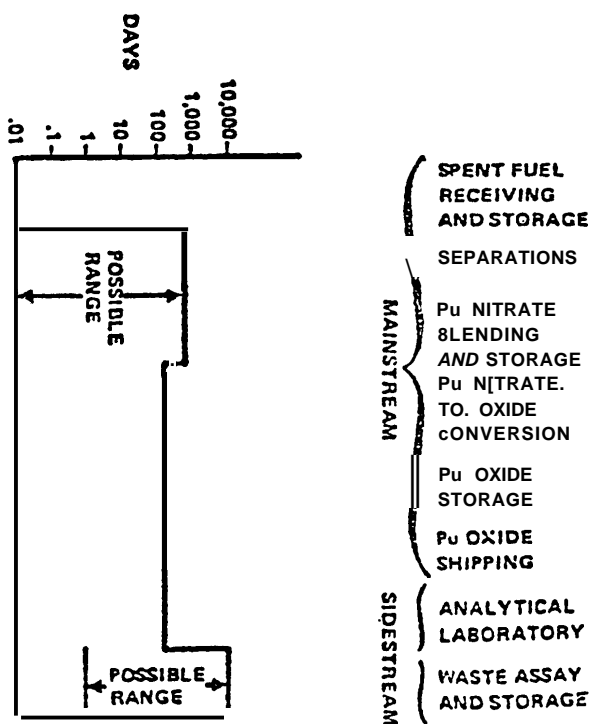 DAYS
10,000
1,000
100
10
1
.1
.01
POSSIBLE
RANGE
POSSIBLE
RANGE
MAINSTREAM
SPENT FUEL
RECEIVING
AND STORAGE
SEPARATIONS
Pu NITRATE
8LENDING
AND STORAGE
Pu N[TRATE.
TO. OXIDE
cONVERSION
Pu OXIDE
STORAGE
Pu OXIDE
SHIPPING
SIDESTREAM
ANALYTICAL
LABORATORY
WASTE ASSAY
AND STORAGE